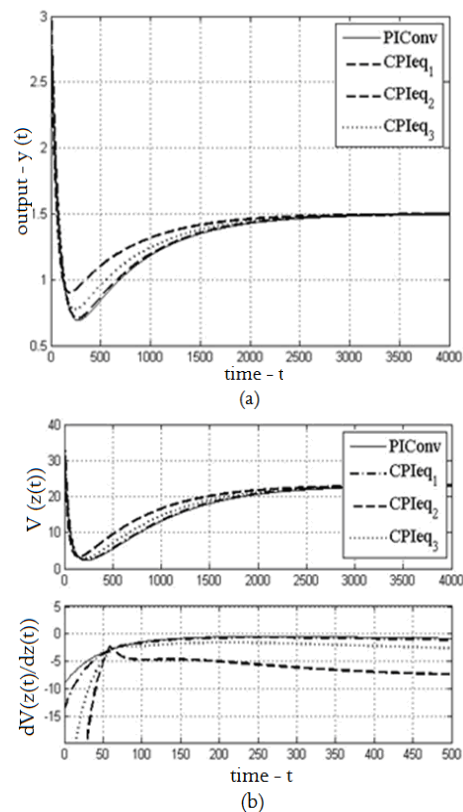 3
2.5
2
1.5
1
0.5
output - y (t)
PIConv
CPIeq1
CPIeq2
CPIeq3
0 500 1000 1500 2000 2500 3000 3500 4000
time - t
(a)
40
30
20
10
0
V (z(t))
PIConv
CPIeq1
CPIeq2
CPIeq3
0 500 1000 1500 2000 2500 3000 3500 4000
5
0
-5
-10
-15
dV(z(t)/dz(t))
0 50 100 150 200 250 300 350 400 450 500
time - t
(b)